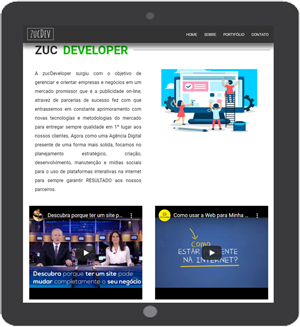 ZUCDEV
HOME SOBRE PORTIFÓLIO CONTATO
ZUC DEVELOPER
A zucDeveloper surgiu com o objetivo de
gerenciar e orientar empresas e negócios em um
mercado promissor que é a publicidade on-line,
através de parcerias de sucesso fez com que
entrássemos em constante aprimoramento com
novas tecnologias e metodologias do mercado
para entregar sempre qualidade em 1º lugar aos
nossos clientes, Agora como uma Agência Digital
presente de uma forma mais solida, focamos no
planejamento estratégico, criação,
desenvolvimento, manutenção e mídias sociais
para o uso de plataformas interativas na internet
para sempre garantir RESULTADO aos nossos
parceiros.
Descubra porque ter um site p...
Descubra porque ter um site pode
mudar completamente o seu negócio
Como usar a Web para Minha ...
COMO
NA INTERNET?